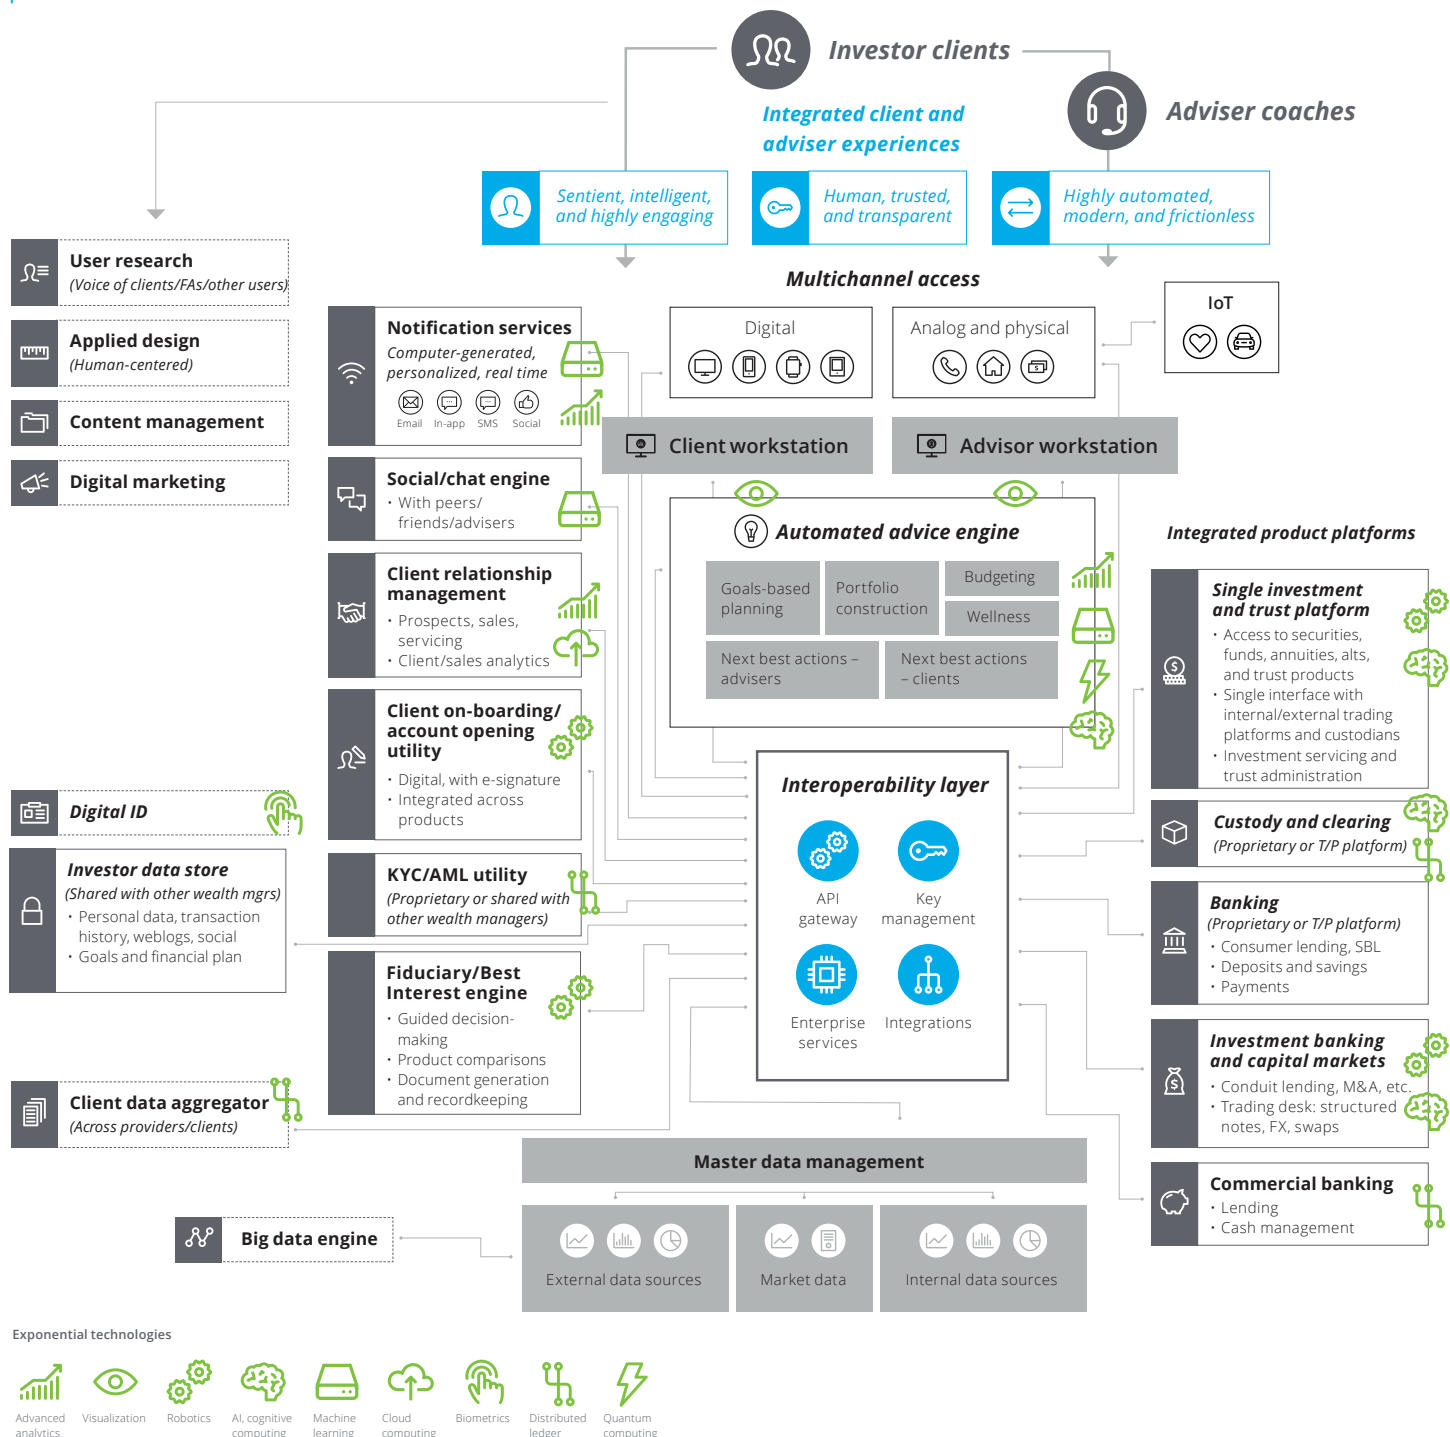 Investor clients
Adviser coaches
Integrated client and
adviser experiences
Sentient, intelligent,
and highly engaging
Human, trusted,
and transparent
Highly automated,
modern, and frictionless
User research
(Voice of clients/FAs/other users)
Applied design
(Human-centered)
Content management
Digital marketing
Multichannel access
Digital
Analog and physical
IoT
Notification services
Computer-generated,
personalized, real time
Email
In-app
SMS
Social
Client workstation
Advisor workstation
Social/chat engine
• With peers/
friends/advisers
Client relationship
management
• Prospects, sales,
servicing
• Client/sales analytics
Client on-boarding/
account opening
utility
• Digital, with e-signature
• Integrated across
products
KYC/AML utility
(Proprietary or shared with
other wealth managers)
Fiduciary/Best
Interest engine
• Guided decision-
making
• Product comparisons
• Document generation
and recordkeeping
Automated advice engine
Goals-based
planning
Portfolio
construction
Budgeting
Wellness
Next best actions –
advisers
Next best actions
– clients
Interoperability layer
API
gateway
Key
management
Enterprise
services
Integrations
Integrated product platforms
Single investment
and trust platform
• Access to securities,
funds, annuities, alts,
and trust products
• Single interface with
internal/external trading
platforms and custodians
• Investment servicing and
trust administration
Custody and clearing
(Proprietary or T/P platform)
Banking
(Proprietary or T/P platform)
• Consumer lending, SBL
• Deposits and savings
• Payments
Investment banking
and capital markets
• Conduit lending, M&A, etc.
• Trading desk: structured
notes, FX, swaps
Commercial banking
• Lending
• Cash management
Digital ID
Investor data store
(Shared with other wealth mgrs)
• Personal data, transaction
history, weblogs, social
• Goals and financial plan
Client data aggregator
(Across providers/clients)
Big data engine
Master data management
External data sources
Market data
Internal data sources
Exponential technologies
Advanced
analytics
Visualization
Robotics
AI, cognitive
computing
Machine
learning
Cloud
computing
Biometrics
Distributed
ledger
Quantum
computing